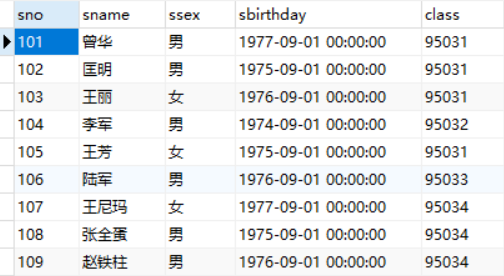 sno sname ssex sbirthday class
101 曾华 男 1977-09-01 00:00:00 95031
102 匡明 男 1975-09-01 00:00:00 95031
103 王丽 女 1976-09-01 00:00:00 95031
104 李军 男 1974-09-01 00:00:00 95032
105 王芳 女 1975-09-01 00:00:00 95031
106 陆军 男 1976-09-01 00:00:00 95033
107 王尼玛 女 1977-09-01 00:00:00 95034
108 张全蛋 男 1975-09-01 00:00:00 95034
109 赵铁柱 男 1976-09-01 00:00:00 95034